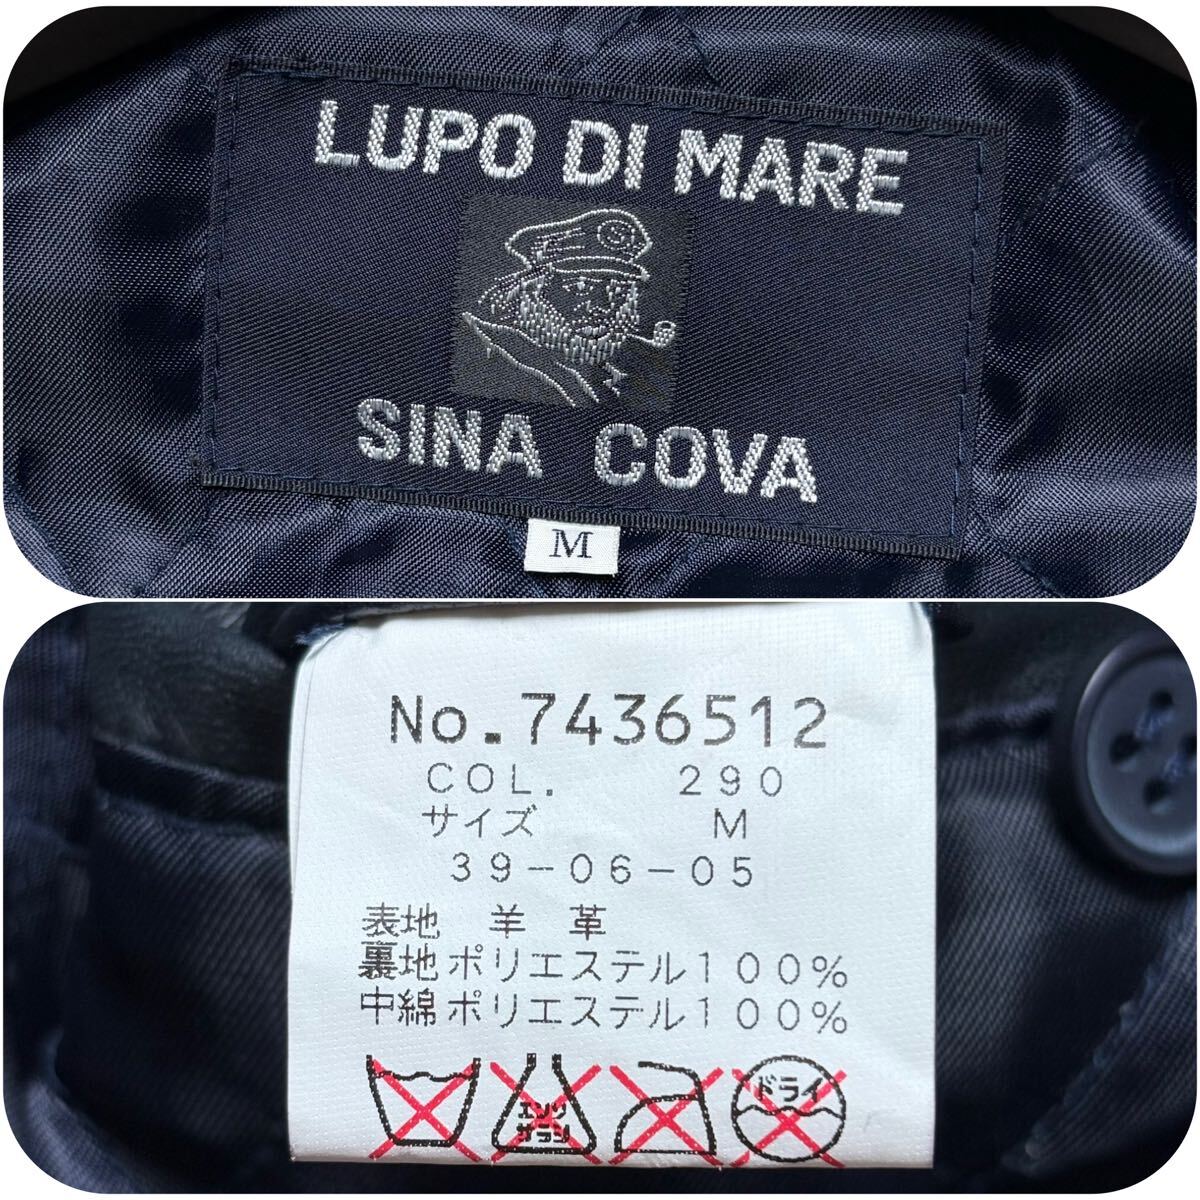 LUPO DI MARE
SINA COVA
M
No.7436512
COL. 290
サイズ M
39-06-05
表地 羊 革
裏地ポリエステル100%
中綿ポリエステル100%
エンソ
サラシ
ドライ